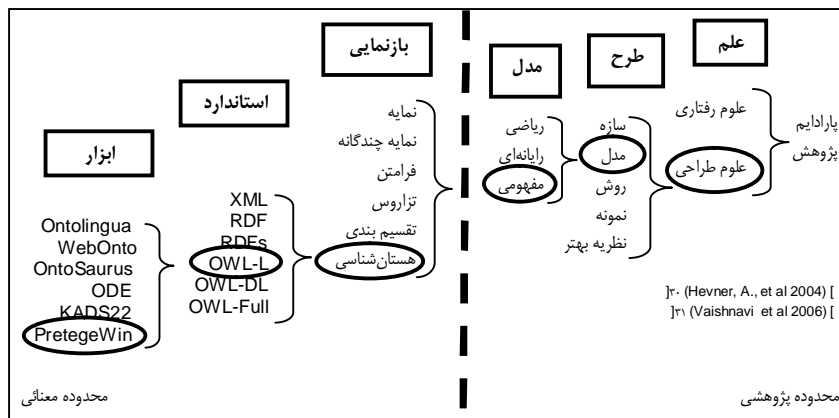 علم
طرح
مدل
بازنمایی
استاندارد
ابزار
پارادایم
پژوهش
علوم رفتاری
علوم طراحی
سازه
مدل
روش
نمونه
نظریه بهتر
ریاضی
رایانه‌ای
مفهومی
نمایه
نمایه چندگانه
فرامتن
تزاروس
تقسیم بندی
هستان‌شناسی
XML
RDF
RDFs
OWL-L
OWL-DL
OWL-Full
Ontolingua
WebOnto
OntoSaurus
ODE
KADS22
PretegeWin
]۳۰ (Hevner, A., et al 2004) [
]۳۱ (Vaishnavi et al 2006) [
محدوده پژوهشی
محدوده معنائی